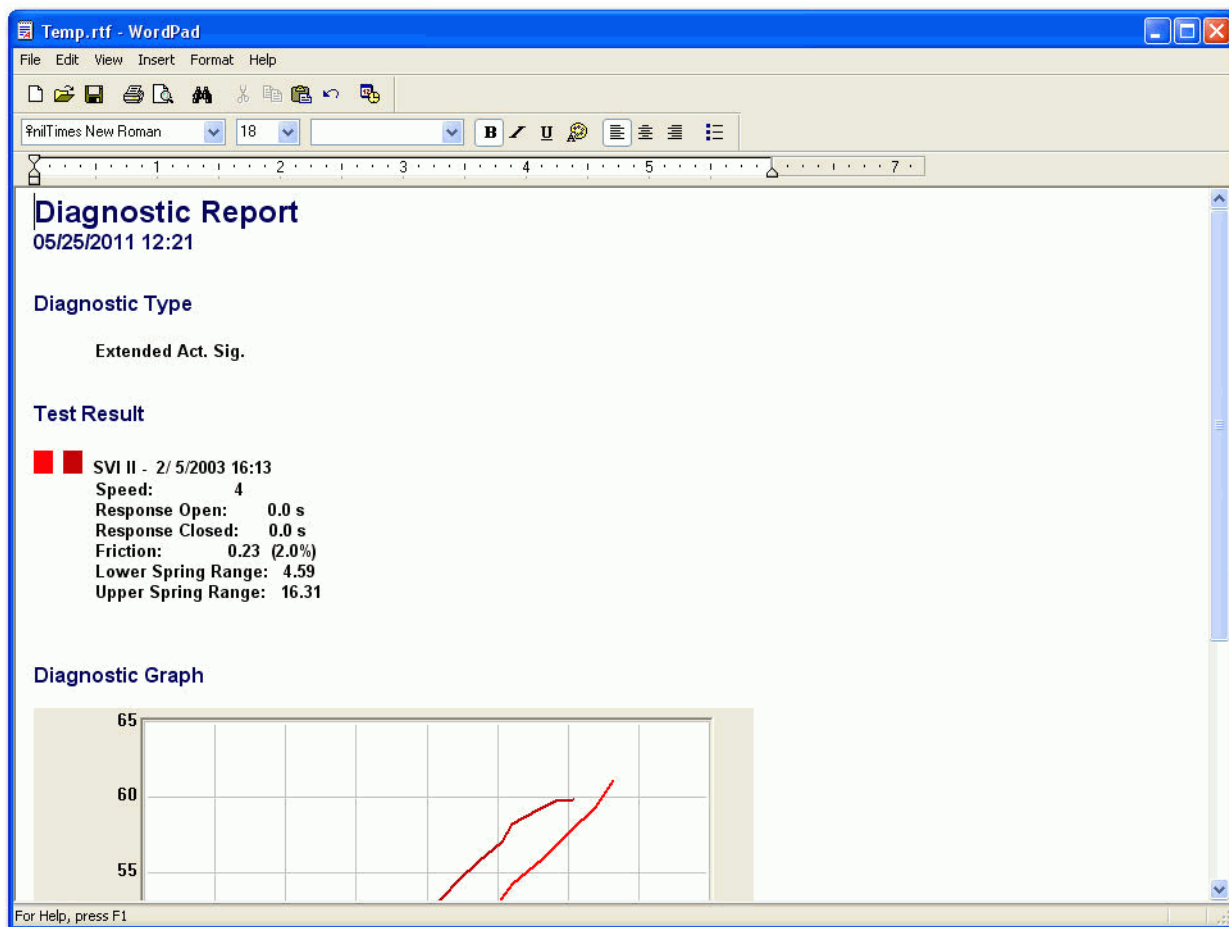 Temp.rtf - WordPad
File Edit View Insert Format Help
18
B I U
1 2 3 4 5 7
Diagnostic Report
05/25/2011 12:21
Diagnostic Type
Extended Act. Sig.
Test Result
SVI II - 2/ 5/2003 16:13
Speed: 4
Response Open: 0.0 s
Response Closed: 0.0 s
Friction: 0.23 (2.0%)
Lower Spring Range: 4.59
Upper Spring Range: 16.31
Diagnostic Graph
65
60
55
For Help, press F1